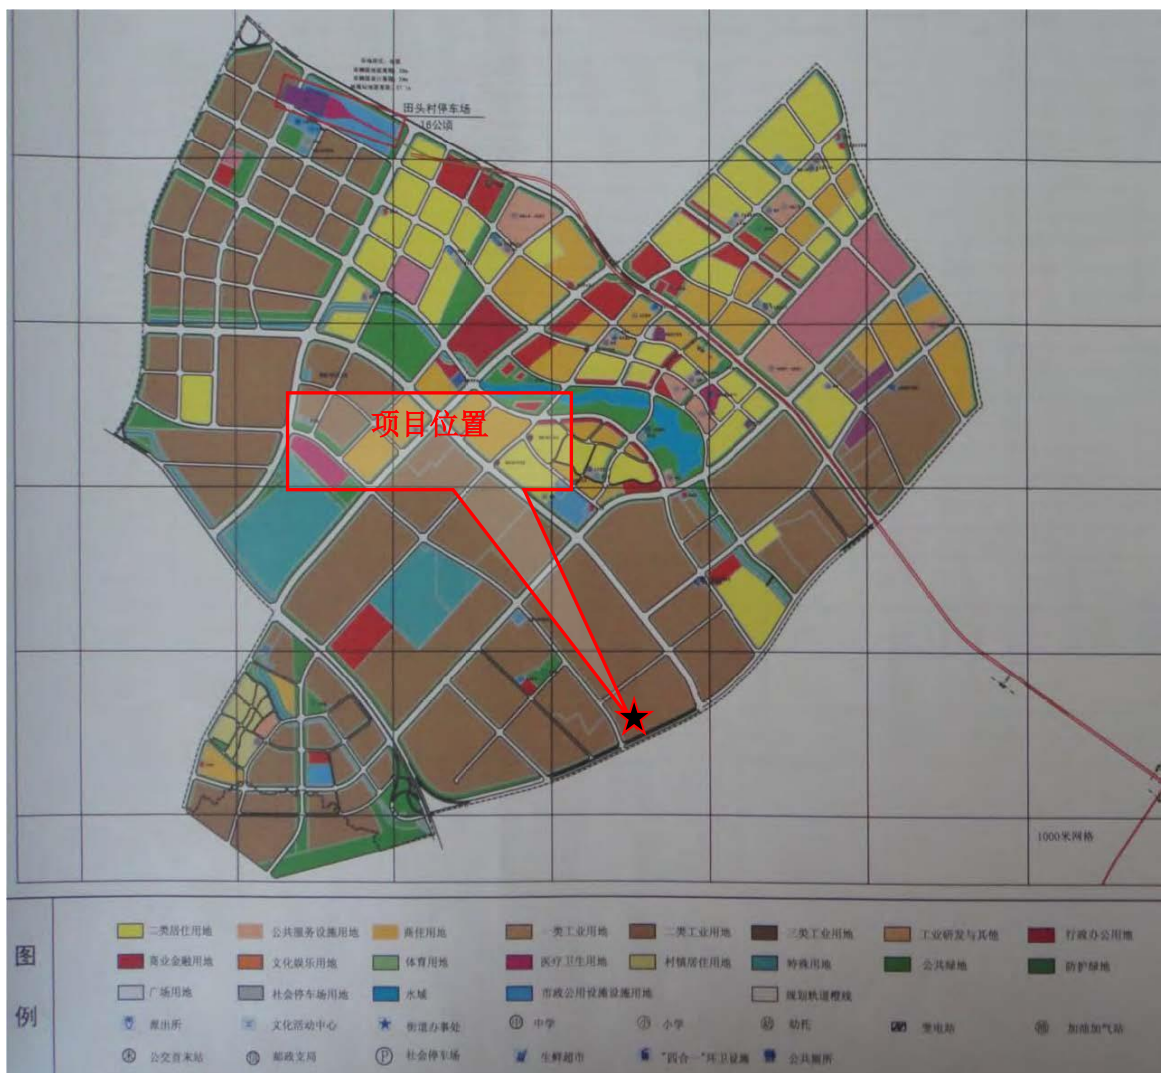 田头村停车场
16公顷
项目位置
1000米网格
图例
二类居住用地 公共服务设施用地 商住用地 一类工业用地 二类工业用地 三类工业用地 工业研发与其他 行政办公用地
商业金融用地 文化娱乐用地 体育用地 医疗卫生用地 村镇居住用地 特殊用地 公共绿地 防护绿地
广场用地 社会停车场用地 水域 市政公用设施设施用地 规划轨道橙线
派出所 文化活动中心 街道办事处 中学 小学 幼托 变电站 加油加气站
公交首末站 邮政支局 社会停车场 生鲜超市 "四合一"环卫设施 公共厕所